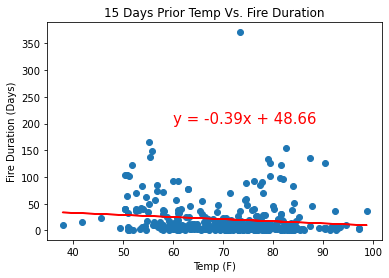 15 Days Prior Temp Vs. Fire Duration
Fire Duration (Days)
350
300
250
200
150
100
50
0
y = -0.39x + 48.66
40 50 60 70 80 90 100
Temp (F)